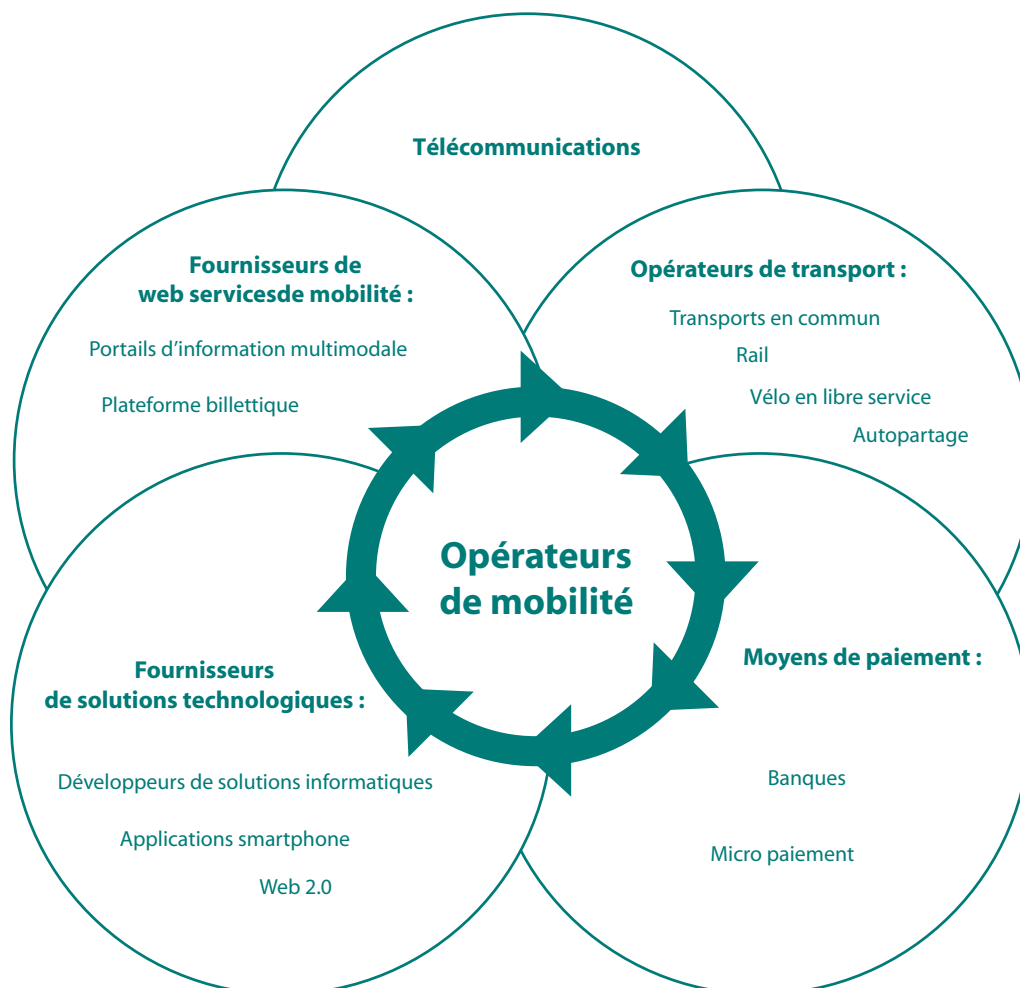 Télécommunications
Fournisseurs de
web servicesde mobilité :
Portails d’information multimodale
Plateforme billettique
Opérateurs de transport :
Transports en commun
Rail
Vélo en libre service
Autopartage
Opérateurs
de mobilité
Fournisseurs
de solutions technologiques :
Développeurs de solutions informatiques
Applications smartphone
Web 2.0
Moyens de paiement :
Banques
Micro paiement